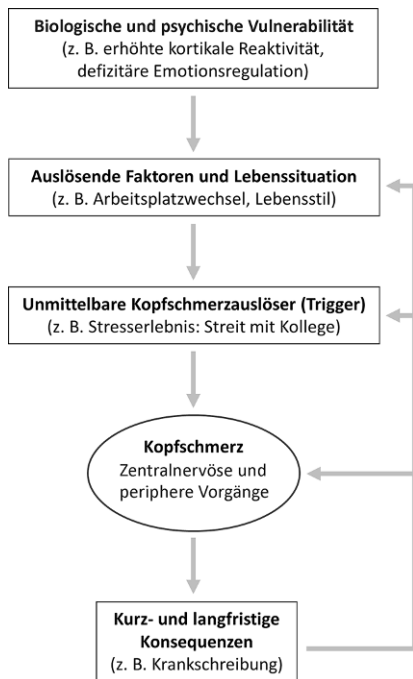 Biologische und psychische Vulnerabilität
(z. B. erhöhte kortikale Reaktivität,
defizitäre Emotionsregulation)
Auslösende Faktoren und Lebenssituation
(z. B. Arbeitsplatzwechsel, Lebensstil)
Unmittelbare Kopfschmerzauslöser (Trigger)
(z. B. Stresserlebnis: Streit mit Kollege)
Kopfschmerz
Zentralnervöse und
periphere Vorgänge
Kurz- und langfristige
Konsequenzen
(z. B. Krankschreibung)